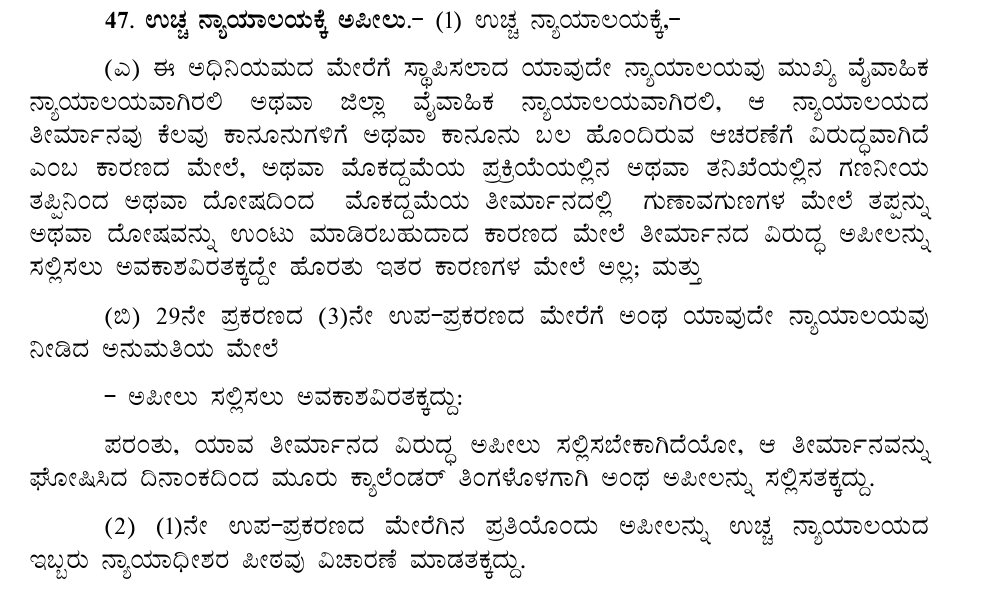 47. ಉಚ್ಚ ನ್ಯಾಯಾಲಯಕ್ಕೆ ಅಪೀಲು.- (1) ಉಚ್ಚ ನ್ಯಾಯಾಲಯಕ್ಕೆ,-
(ಎ) ಈ ಅಧಿನಿಯಮದ ಮೇರೆಗೆ ಸ್ಥಾಪಿಸಲಾದ ಯಾವುದೇ ನ್ಯಾಯಾಲಯವು ಮುಖ್ಯ ವೈವಾಹಿಕ
ನ್ಯಾಯಾಲಯವಾಗಿರಲಿ ಅಥವಾ ಜಿಲ್ಲಾ ವೈವಾಹಿಕ ನ್ಯಾಯಾಲಯವಾಗಿರಲಿ, ಆ ನ್ಯಾಯಾಲಯದ
ತೀರ್ಮಾನವು ಕೆಲವು ಕಾನೂನುಗಳಿಗೆ ಅಥವಾ ಕಾನೂನು ಬಲ ಹೊಂದಿರುವ ಆಚರಣೆಗೆ ವಿರುದ್ಧವಾಗಿದೆ
ಎಂಬ ಕಾರಣದ ಮೇಲೆ, ಅಥವಾ ಮೊಕದ್ದಮೆಯ ಪ್ರಕ್ರಿಯೆಯಲ್ಲಿನ ಅಥವಾ ತನಿಖೆಯಲ್ಲಿನ ಗಣನೀಯ
ತಪ್ಪಿನಿಂದ ಅಥವಾ ದೋಷದಿಂದ ಮೊಕದ್ದಮೆಯ ತೀರ್ಮಾನದಲ್ಲಿ ಗುಣಾವಗುಣಗಳ ಮೇಲೆ ತಪ್ಪನ್ನು
ಅಥವಾ ದೋಷವನ್ನು ಉಂಟು ಮಾಡಿರಬಹುದಾದ ಕಾರಣದ ಮೇಲೆ ತೀರ್ಮಾನದ ವಿರುದ್ಧ ಅಪೀಲನ್ನು
ಸಲ್ಲಿಸಲು ಅವಕಾಶವಿರತಕ್ಕದ್ದೇ ಹೊರತು ಇತರ ಕಾರಣಗಳ ಮೇಲೆ ಅಲ್ಲ; ಮತ್ತು
(ಬಿ) 29ನೇ ಪ್ರಕರಣದ (3)ನೇ ಉಪ-ಪ್ರಕರಣದ ಮೇರೆಗೆ ಅಂಥ ಯಾವುದೇ ನ್ಯಾಯಾಲಯವು
ನೀಡಿದ ಅನುಮತಿಯ ಮೇಲೆ
- ಅಪೀಲು ಸಲ್ಲಿಸಲು ಅವಕಾಶವಿರತಕ್ಕದ್ದು:
ಪರಂತು, ಯಾವ ತೀರ್ಮಾನದ ವಿರುದ್ಧ ಅಪೀಲು ಸಲ್ಲಿಸಬೇಕಾಗಿದೆಯೋ, ಆ ತೀರ್ಮಾನವನ್ನು
ಘೋಷಿಸಿದ ದಿನಾಂಕದಿಂದ ಮೂರು ಕ್ಯಾಲೆಂಡರ್ ತಿಂಗಳೊಳಗಾಗಿ ಅಂಥ ಅಪೀಲನ್ನು ಸಲ್ಲಿಸತಕ್ಕದ್ದು.
(2) (1)ನೇ ಉಪ-ಪ್ರಕರಣದ ಮೇರೆಗಿನ ಪ್ರತಿಯೊಂದು ಅಪೀಲನ್ನು ಉಚ್ಚ ನ್ಯಾಯಾಲಯದ
ಇಬ್ಬರು ನ್ಯಾಯಾಧೀಶರ ಪೀಠವು ವಿಚಾರಣೆ ಮಾಡತಕ್ಕದ್ದು.